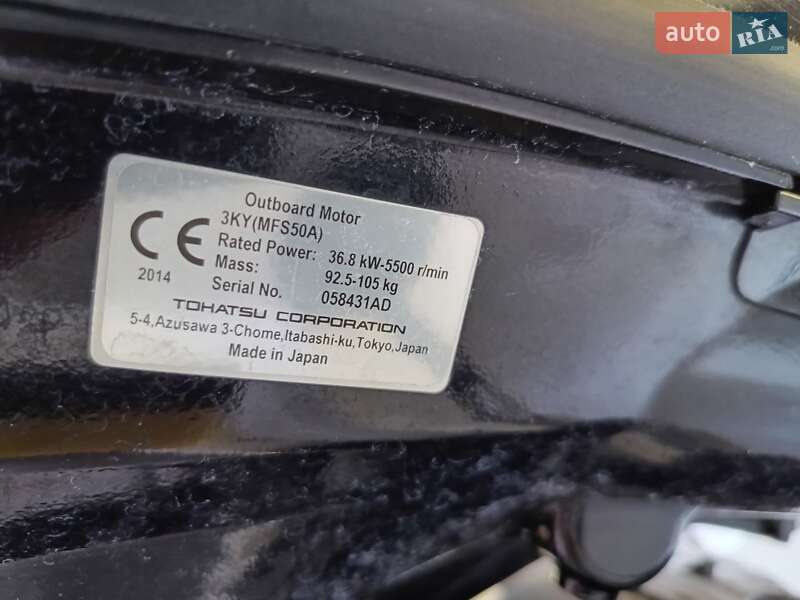 auto RIA.com
Outboard Motor
3KY(MFS50A)
Rated Power: 36.8 kW-5500 r/min
Mass: 92.5-105 kg
Serial No. 058431AD
CE
2014
TOHATSU CORPORATION
5-4,Azusawa 3-Chome,Itabashi-ku,Tokyo,Japan
Made in Japan